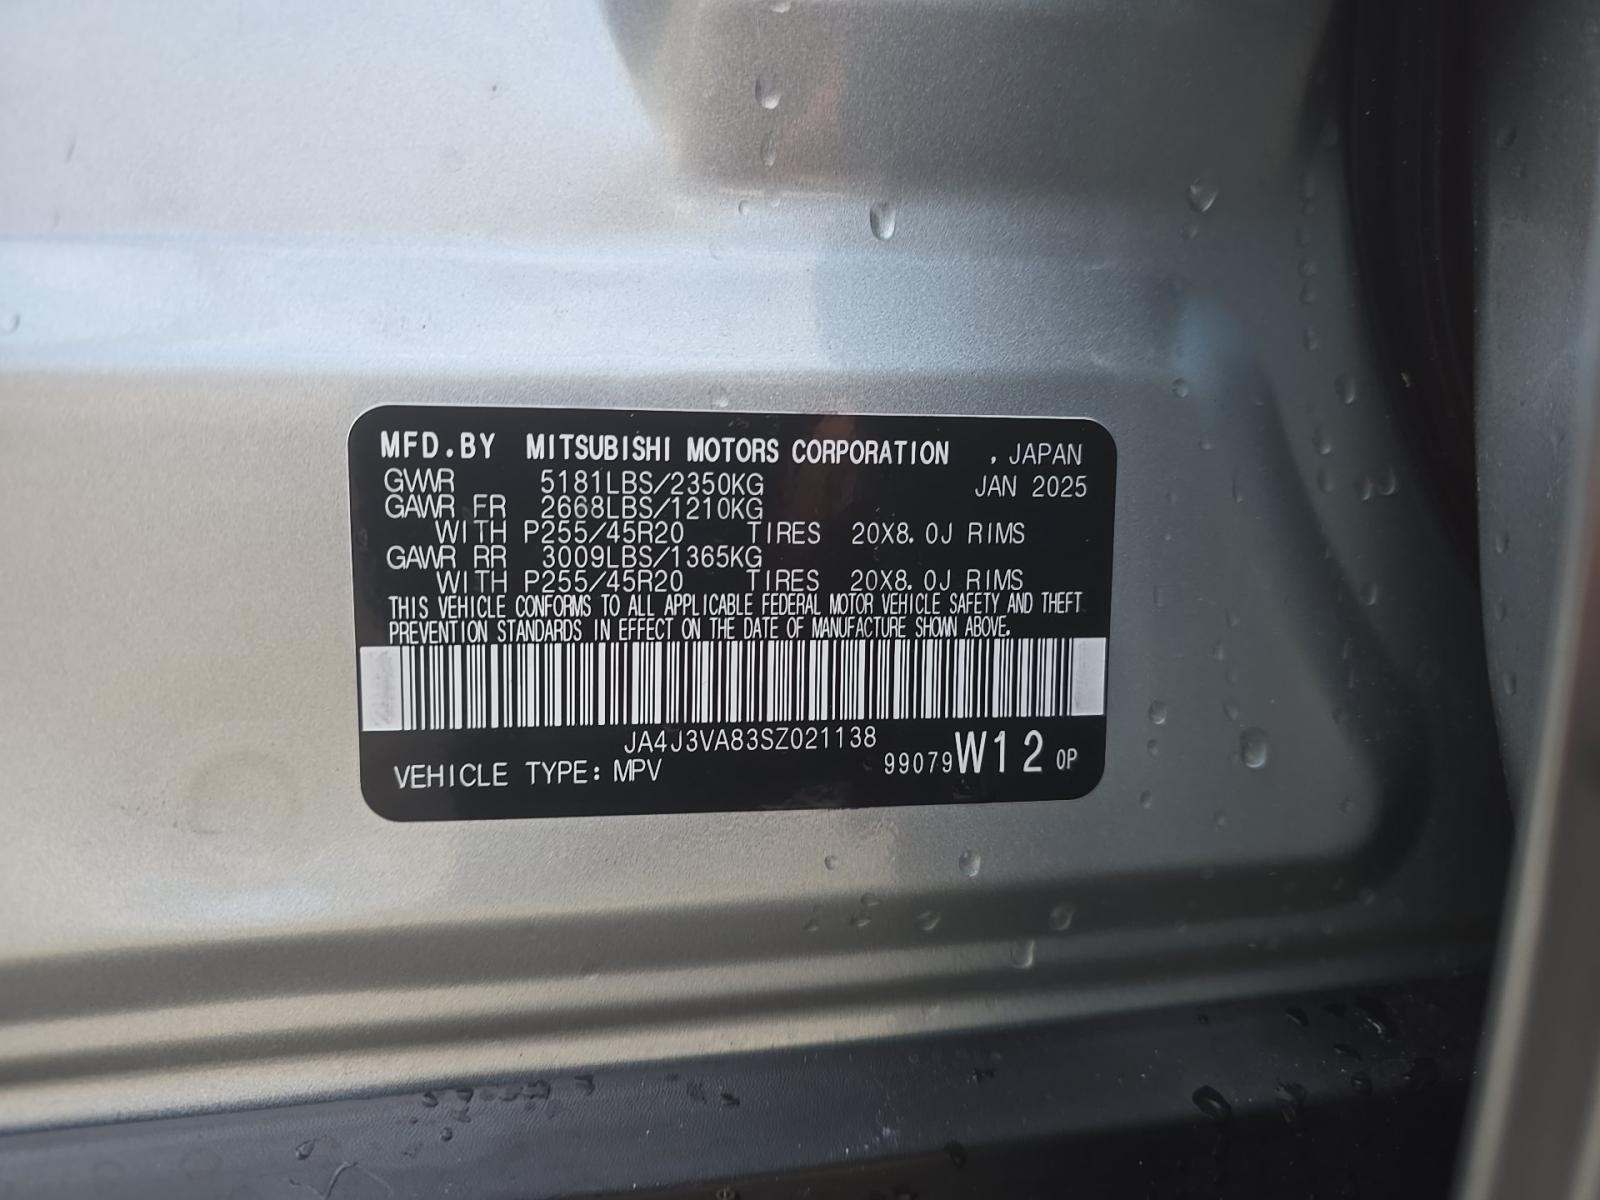 MFD.BY MITSUBISHI MOTORS CORPORATION , JAPAN
GVWR 5181LBS/2350KG JAN 2025
GAWR FR 2668LBS/1210KG
WITH P255/45R20 TIRES 20X8.0J RIMS
GAWR RR 3009LBS/1365KG
WITH P255/45R20 TIRES 20X8.0J RIMS
THIS VEHICLE CONFORMS TO ALL APPLICABLE FEDERAL MOTOR VEHICLE SAFETY AND THEFT
PREVENTION STANDARDS IN EFFECT ON THE DATE OF MANUFACTURE SHOWN ABOVE.
JA4J3VA83SZ021138
VEHICLE TYPE: MPV 99079 W12 0P